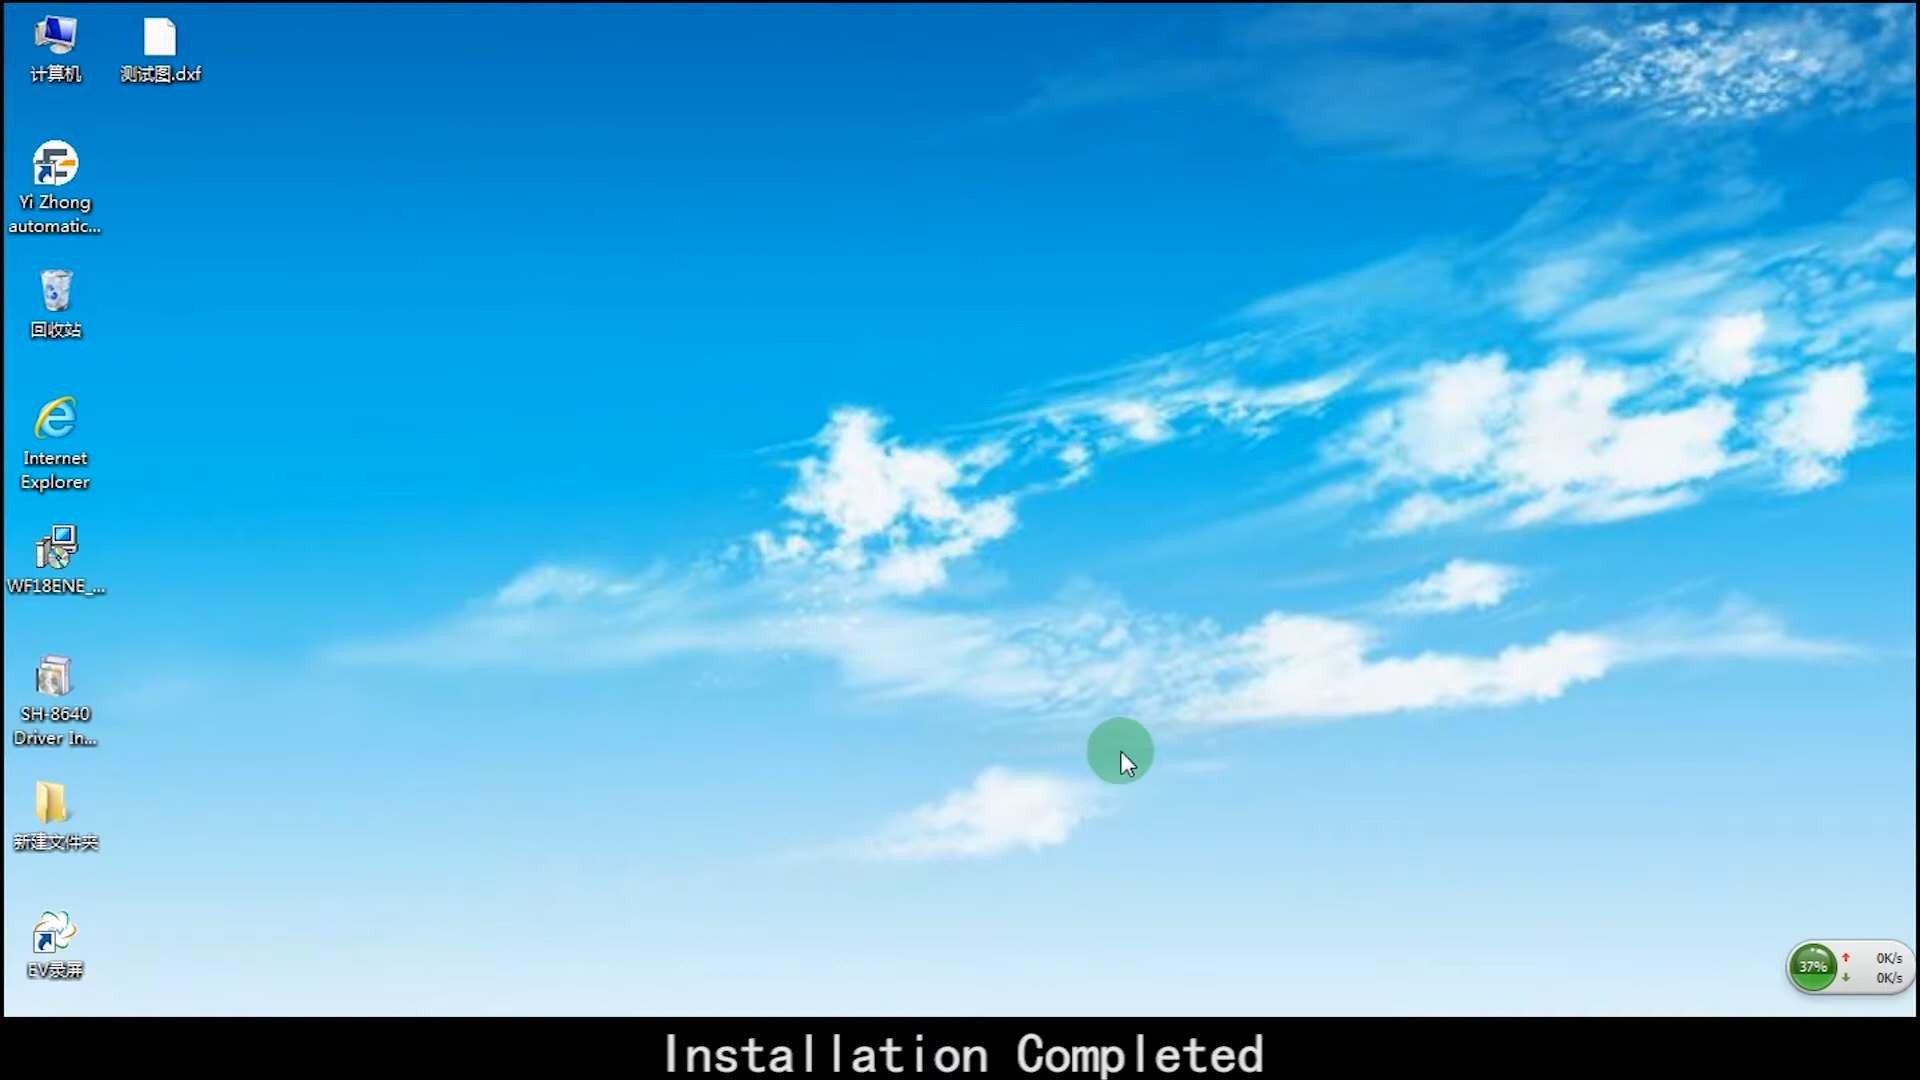 计算机
测试图.dxf
Yi Zhong
automatic...
回收站
Internet
Explorer
WF18ENE_...
SH-8640
Driver In...
新建文件夹
EV录屏
37%
0K/s
0K/s
Installation Completed